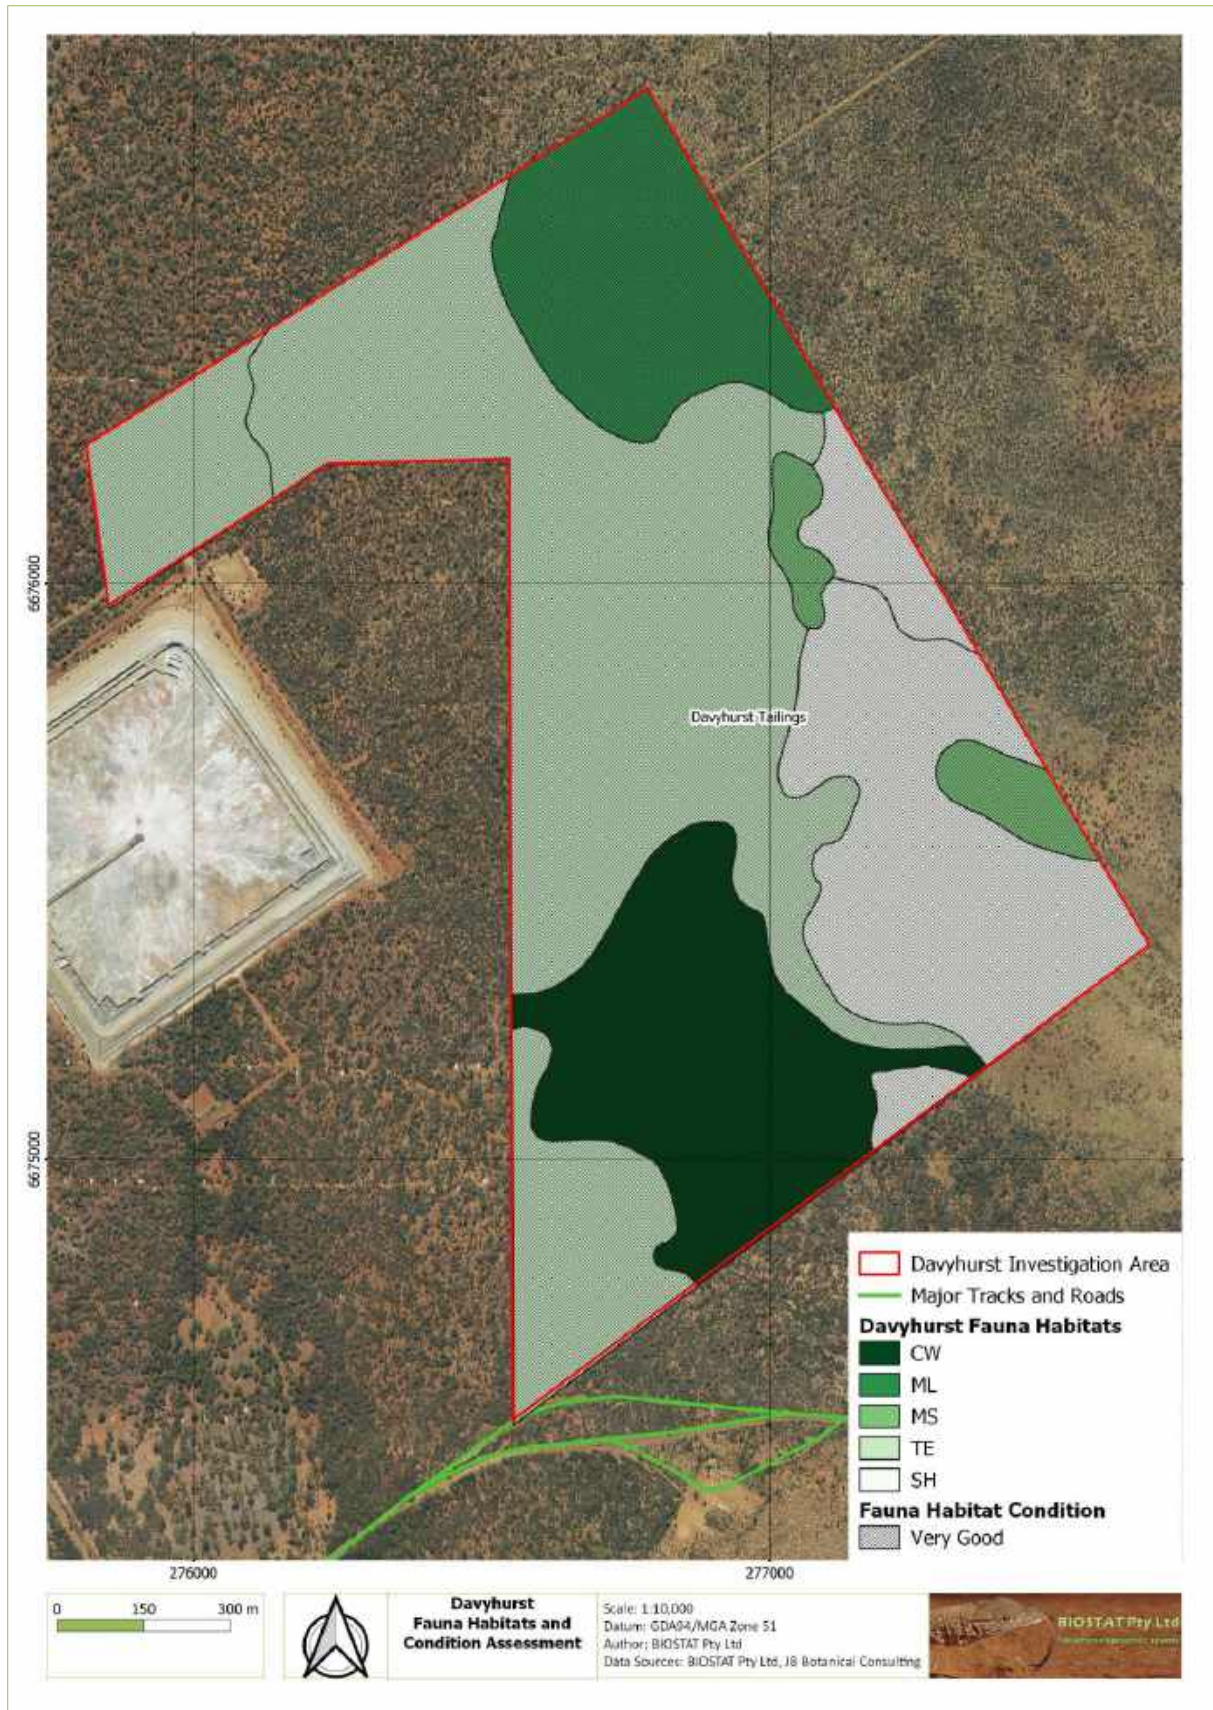 6676000
Davyhurst Tailings
6675000
Davyhurst Investigation Area
Major Tracks and Roads
Davyhurst Fauna Habitats
CW
ML
MS
TE
SH
Fauna Habitat Condition
Very Good
276000
277000
0 150 300 m
Davyhurst
Fauna Habitats and
Condition Assessment
Scale: 1:10,000
Datum: GDA94/MGA Zone 51
Author: BIOSTAT Pty Ltd
Data Sources: BIOSTAT Pty Ltd, JB Botanical Consulting
BIOSTAT Pty Ltd